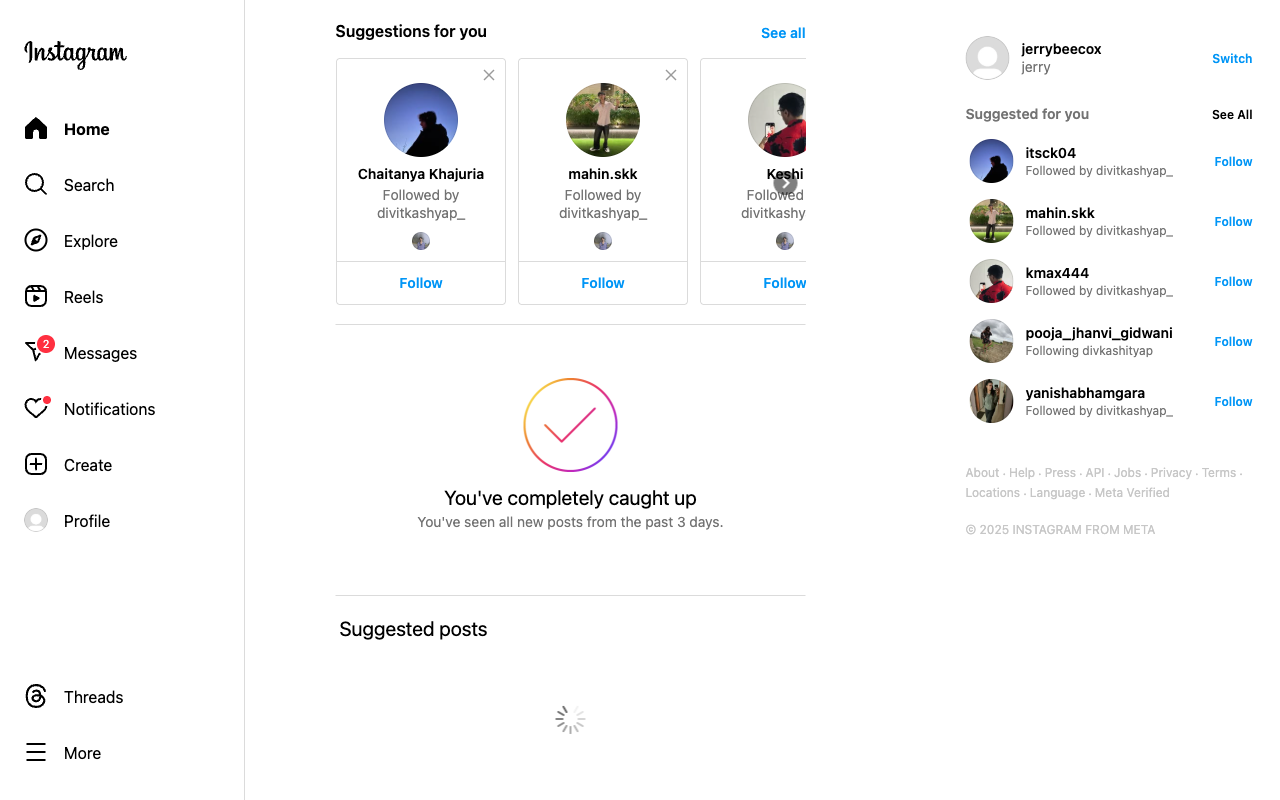 Instagram
Home
Search
Explore
Reels
2
Messages
Notifications
Create
Profile
Threads
More
Suggestions for you
See all
Chaitanya Khajuria
Followed by
divitkashyap_
Follow
mahin.skk
Followed by
divitkashyap_
Follow
Keshi
Followed
divitkashy
Follow
You've completely caught up
You've seen all new posts from the past 3 days.
Suggested posts
jerrybeecox
jerry
Switch
Suggested for you
See All
itsck04
Followed by divitkashyap_
Follow
mahin.skk
Followed by divitkashyap_
Follow
kmax444
Followed by divitkashyap_
Follow
pooja_jhanvi_gidwani
Following divkashityap
Follow
yanishabhamgara
Followed by divitkashyap_
Follow
About · Help · Press · API · Jobs · Privacy · Terms ·
Locations · Language · Meta Verified
© 2025 INSTAGRAM FROM META